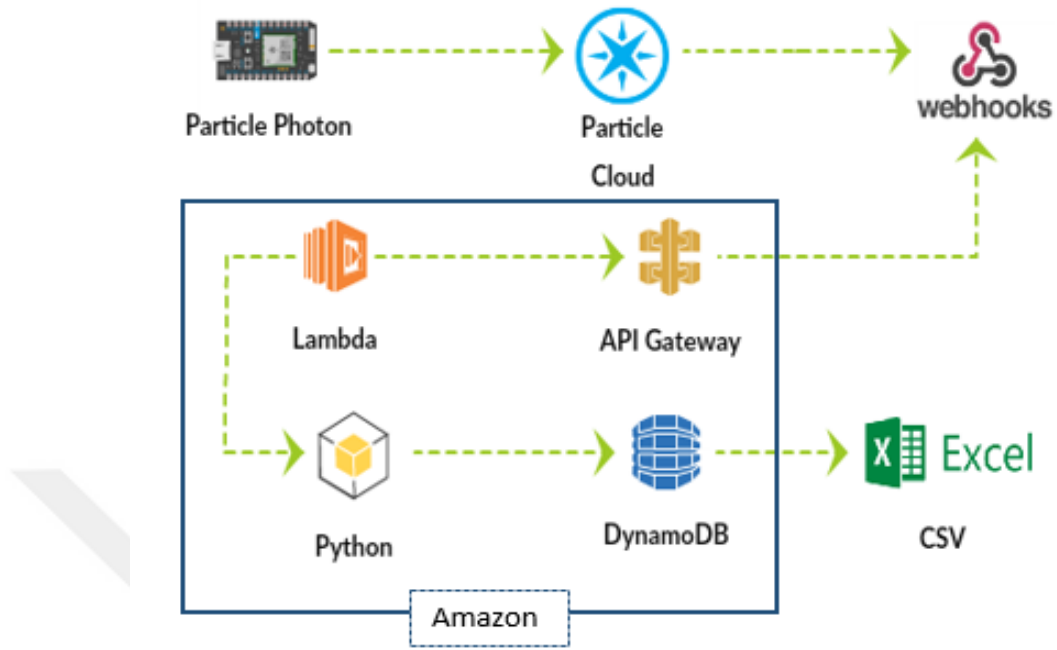 Particle Photon
Particle
Cloud
webhooks
Lambda
API Gateway
Python
DynamoDB
X Excel
CSV
Amazon